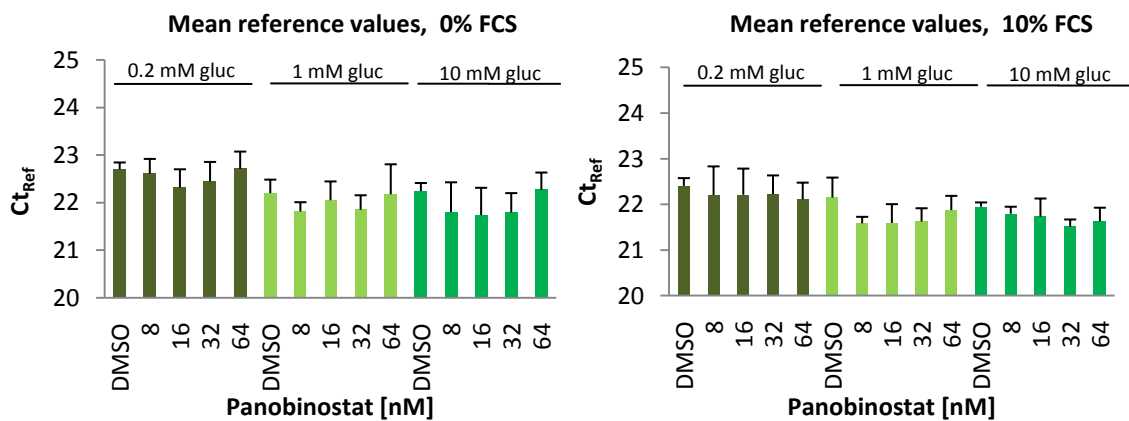 Mean reference values, 0% FCS
0.2 mM gluc 1 mM gluc 10 mM gluc
25
24
23
22
21
20
Ct_Ref
DMSO 8 16 32 64 DMSO 8 16 32 64 DMSO 8 16 32 64
Panobinostat [nM]
Mean reference values, 10% FCS
0.2 mM gluc 1 mM gluc 10 mM gluc
25
24
23
22
21
20
Ct_Ref
DMSO 8 16 32 64 DMSO 8 16 32 64 DMSO 8 16 32 64
Panobinostat [nM]